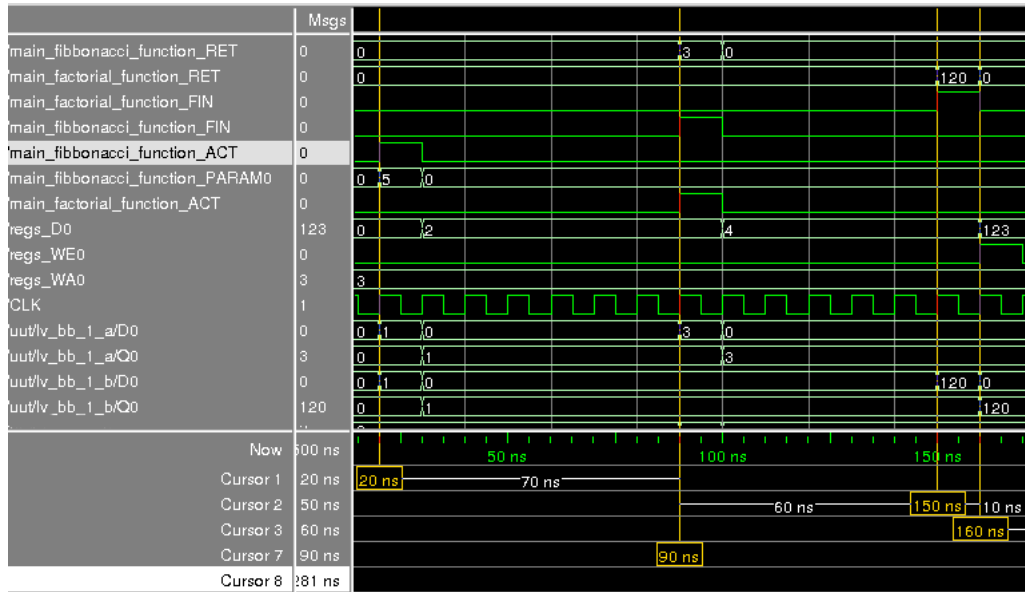 Msgs
/main_fibbonacci_function_RET 0 0 3 0
/main_factorial_function_RET 0 0 120 0
/main_factorial_function_FIN 0
/main_fibbonacci_function_FIN 0
/main_fibbonacci_function_ACT 0
/main_fibbonacci_function_PARAM0 0 0 5 0
/main_factorial_function_ACT 0
/regs_D0 123 0 2 4 123
/regs_WE0 0
/regs_WA0 3 3
/CLK 1
/uut/lv_bb_1_a/D0 0 0 1 0 3 0
/uut/lv_bb_1_a/Q0 3 0 1 3
/uut/lv_bb_1_b/D0 0 0 1 0 120 0
/uut/lv_bb_1_b/Q0 120 0 1 120
Now 500 ns 50 ns 100 ns 150 ns
Cursor 1 20 ns 20 ns 70 ns
Cursor 2 50 ns 60 ns 150 ns 10 ns
Cursor 3 60 ns 160 ns
Cursor 7 90 ns 90 ns
Cursor 8 281 ns